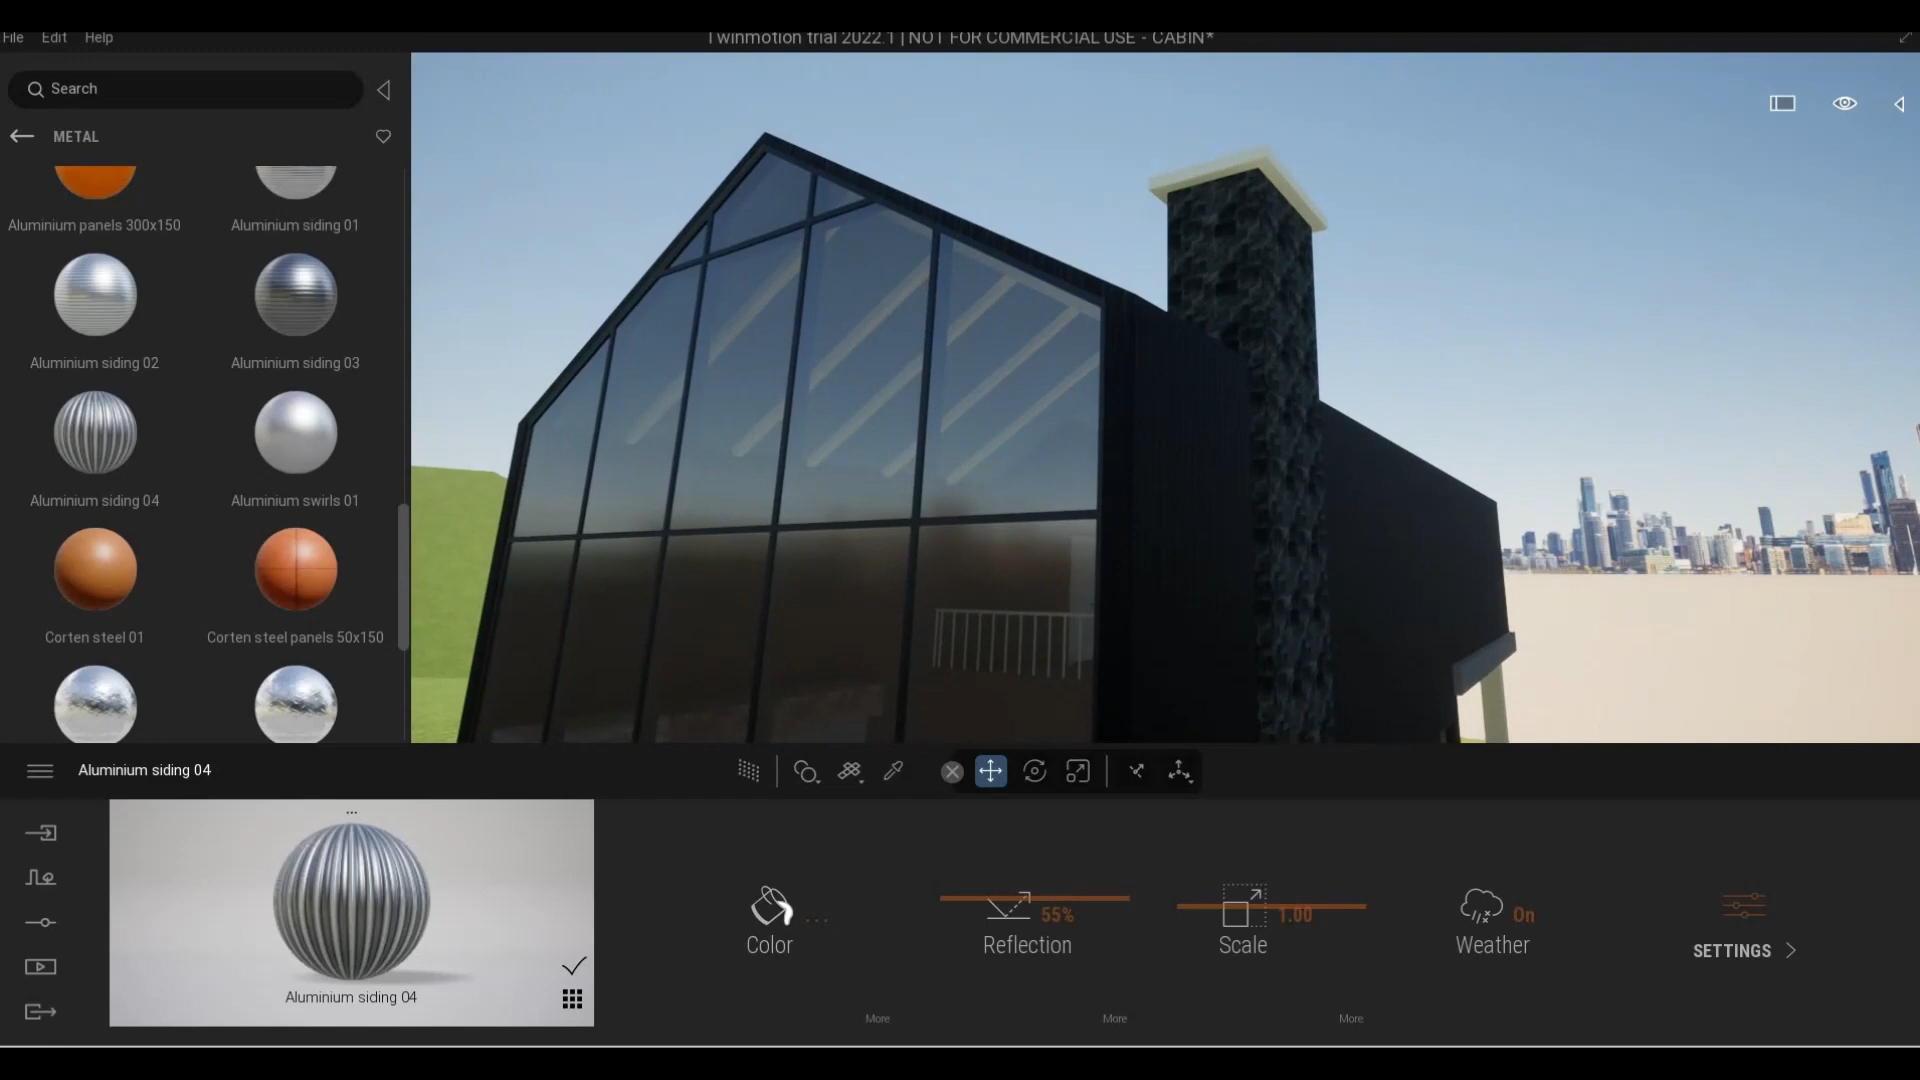 File Edit Help
Twinmotion trial 2022.1 | NOT FOR COMMERCIAL USE - CABIN*
Search
METAL
Aluminium panels 300x150
Aluminium siding 01
Aluminium siding 02
Aluminium siding 03
Aluminium siding 04
Aluminium swirls 01
Corten steel 01
Corten steel panels 50x150
Aluminium siding 04
...
Aluminium siding 04
...
Color
55%
Reflection
1.00
Scale
On
Weather
SETTINGS
More
More
More